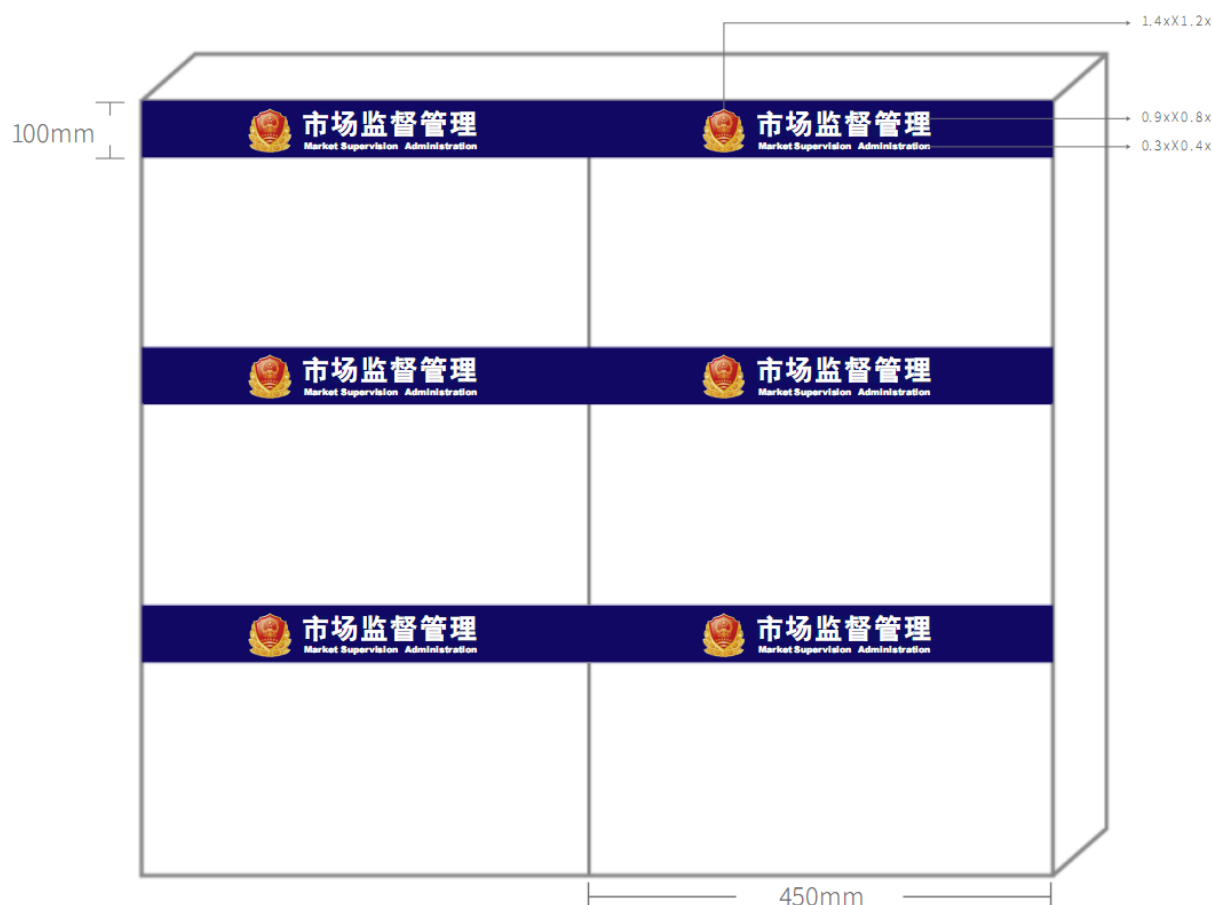 1.4xX1.2x
100mm
市场监督管理
Market Supervision Administration
市场监督管理
Market Supervision Administration
0.9xX0.8x
0.3xX0.4x
市场监督管理
Market Supervision Administration
市场监督管理
Market Supervision Administration
市场监督管理
Market Supervision Administration
市场监督管理
Market Supervision Administration
450mm